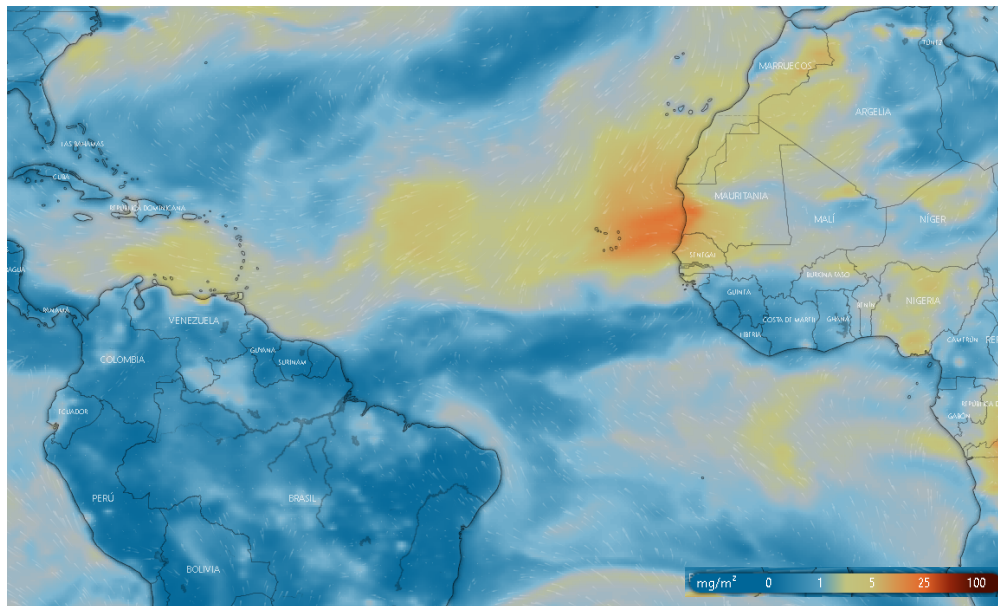 TÚNEZ
MARRUECOS
ARGELIA
LAS BAHAMAS
CUBA
REPÚBLICA DOMINICANA
MAURITANIA
MALÍ
NÍGER
SENEGAL
BURKINA FASO
GUINEA
BENÍN
NIGERIA
PANAMÁ
VENEZUELA
COSTA DE MARFIL
GHANA
LIBERIA
CAMERÚN
GUYANA
SURINAM
COLOMBIA
ECUADOR
GABÓN
PERÚ
BRASIL
BOLIVIA
mg/m² 0 1 5 25 100